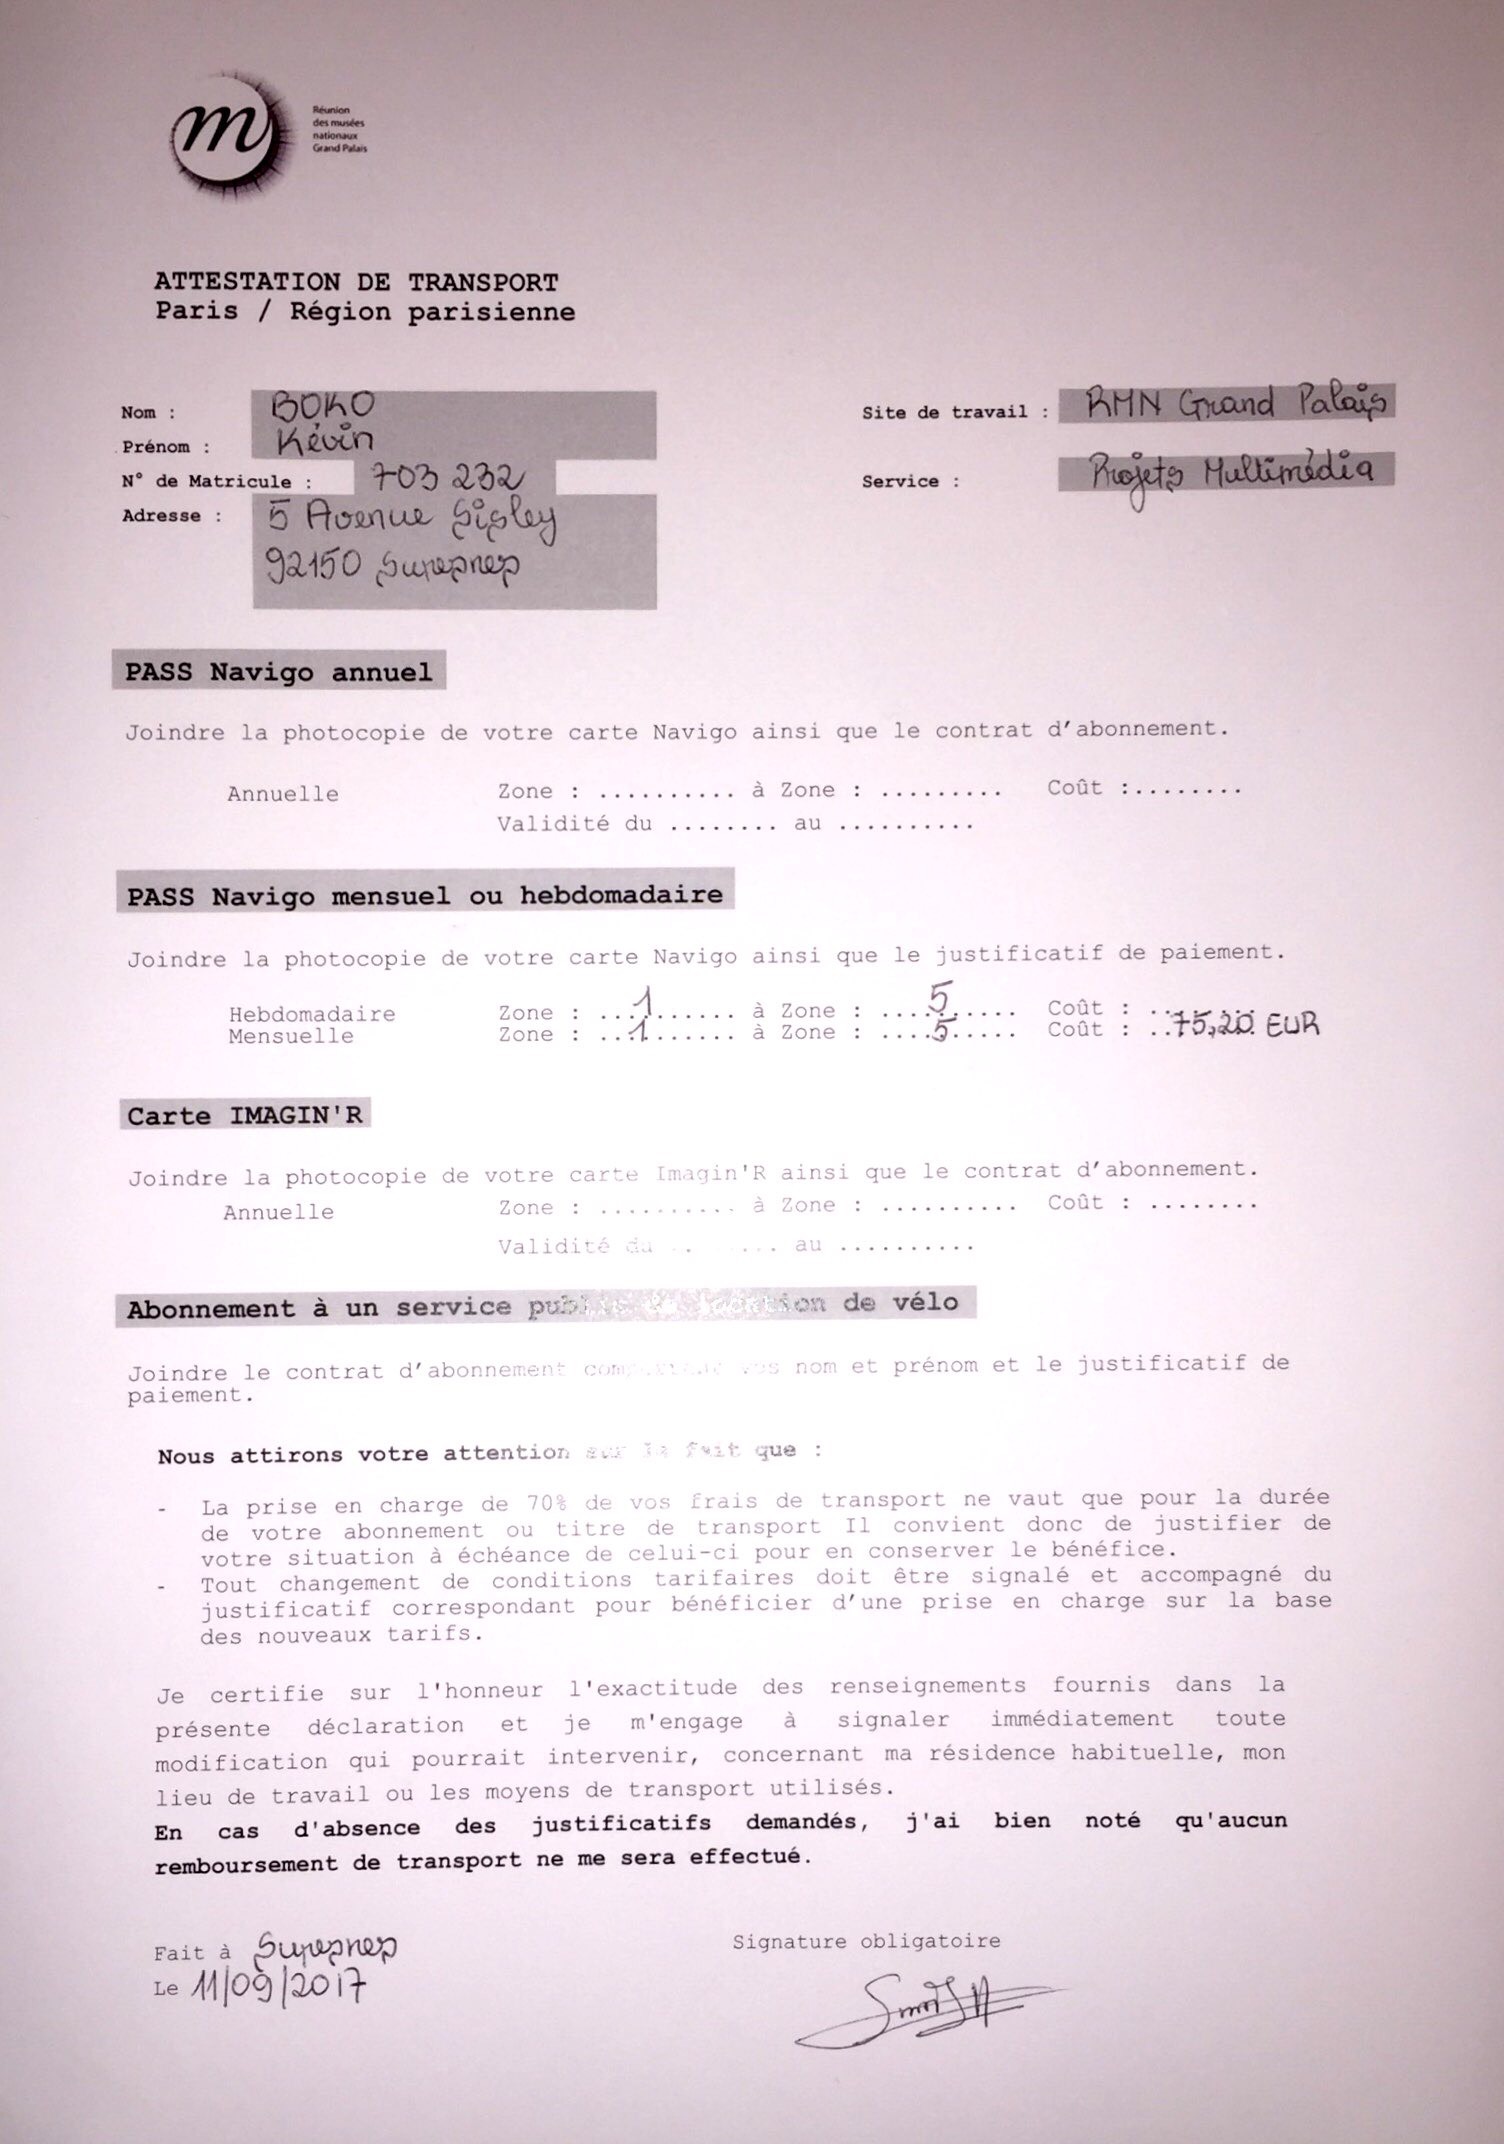 m
Réunion
des musées
nationaux
Grand Palais
ATTESTATION DE TRANSPORT
Paris / Région parisienne
Nom : BOKO
Prénom : Kévin
N° de Matricule : 703 232
Adresse : 5 Avenue Sisley
92150 Suresnes
Site de travail : RMN Grand Palais
Service : Projets Multimédia
PASS Navigo annuel
Joindre la photocopie de votre carte Navigo ainsi que le contrat d'abonnement.
Annuelle Zone : .......... à Zone : ......... Coût :........
Validité du ........ au ..........
PASS Navigo mensuel ou hebdomadaire
Joindre la photocopie de votre carte Navigo ainsi que le justificatif de paiement.
Hebdomadaire Zone : ...1...... à Zone : ....5..... Coût : ........
Mensuelle Zone : ...1...... à Zone : ....5..... Coût : ..75,20 EUR
Carte IMAGIN'R
Joindre la photocopie de votre carte Imagin'R ainsi que le contrat d'abonnement.
Annuelle Zone : .......... à Zone : .......... Coût : ........
Validité du ........ au ..........
Abonnement à un service public de location de vélo
Joindre le contrat d'abonnement comportant vos nom et prénom et le justificatif de
paiement.
Nous attirons votre attention sur le fait que :
- La prise en charge de 70% de vos frais de transport ne vaut que pour la durée
de votre abonnement ou titre de transport Il convient donc de justifier de
votre situation à échéance de celui-ci pour en conserver le bénéfice.
- Tout changement de conditions tarifaires doit être signalé et accompagné du
justificatif correspondant pour bénéficier d'une prise en charge sur la base
des nouveaux tarifs.
Je certifie sur l'honneur l'exactitude des renseignements fournis dans la
présente déclaration et je m'engage à signaler immédiatement toute
modification qui pourrait intervenir, concernant ma résidence habituelle, mon
lieu de travail ou les moyens de transport utilisés.
En cas d'absence des justificatifs demandés, j'ai bien noté qu'aucun
remboursement de transport ne me sera effectué.
Fait à Suresnes
Le 11/09/2017
Signature obligatoire